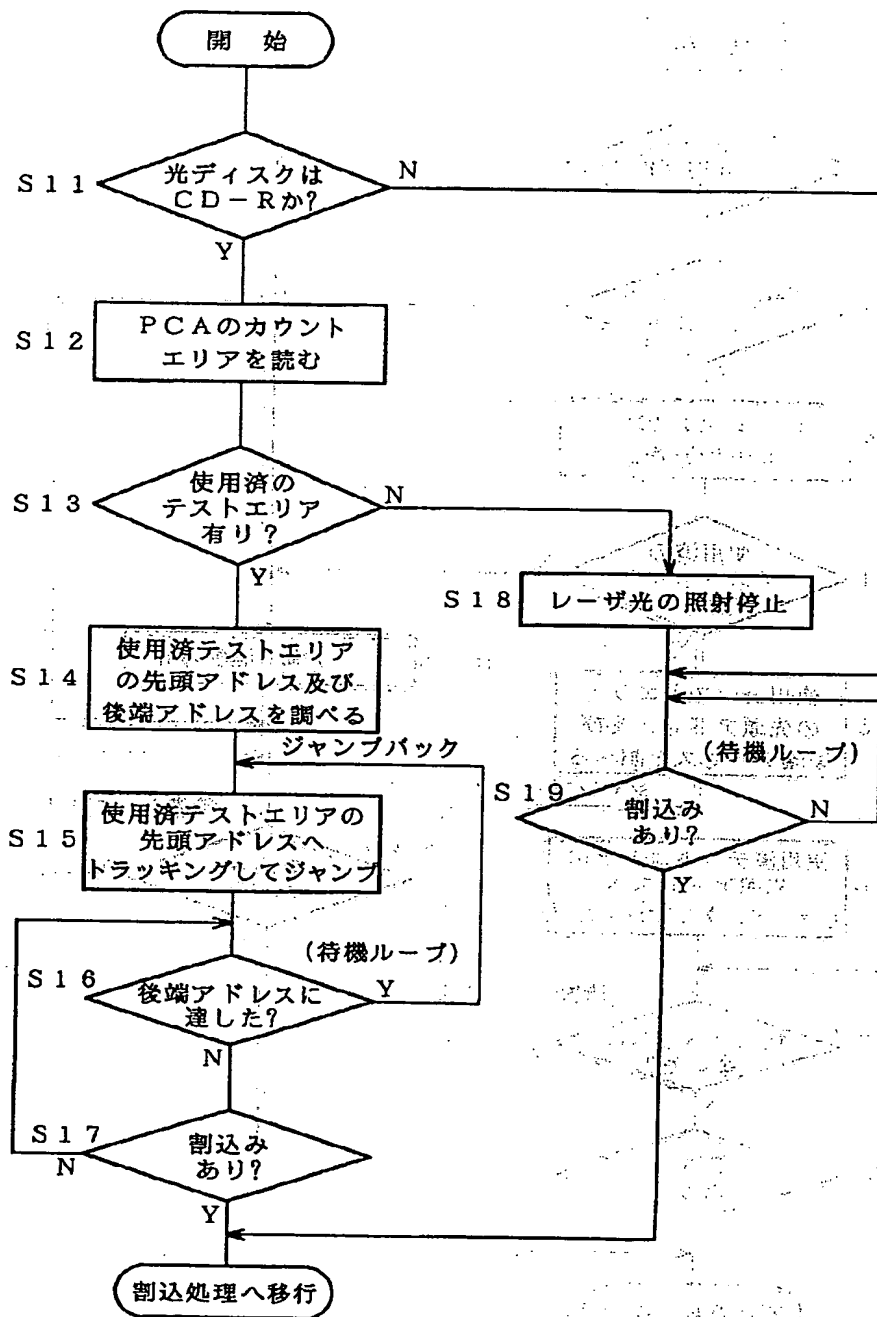 開 始
S11
光ディスクは
CD-Rか?
N
Y
S12
PCAのカウント
エリアを読む
S13
使用済の
テストエリア
有り?
N
Y
S18
レーザ光の照射停止
S14
使用済テストエリア
の先頭アドレス及び
後端アドレスを調べる
ジャンプバック
(待機ループ)
S19
割込み
あり?
N
Y
S15
使用済テストエリアの
先頭アドレスへ
トラッキングしてジャンプ
(待機ループ)
S16
後端アドレスに
達した?
Y
N
S17
割込み
あり?
N
Y
割込処理へ移行